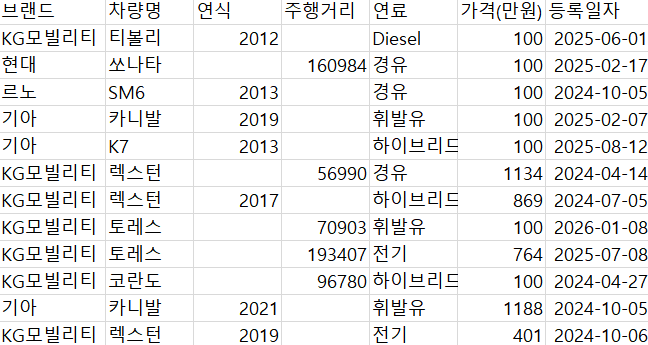 브랜드 차량명 연식 주행거리 연료 가격(만원) 등록일자
KG모빌리티 티볼리 2012 Diesel 100 2025-06-01
현대 쏘나타 160984 경유 100 2025-02-17
르노 SM6 2013 경유 100 2024-10-05
기아 카니발 2019 휘발유 100 2025-02-07
기아 K7 2013 하이브리드 100 2025-08-12
KG모빌리티 렉스턴 56990 경유 1134 2024-04-14
KG모빌리티 렉스턴 2017 하이브리드 869 2024-07-05
KG모빌리티 토레스 70903 휘발유 100 2026-01-08
KG모빌리티 토레스 193407 전기 764 2025-07-08
KG모빌리티 코란도 96780 하이브리드 100 2024-04-27
기아 카니발 2021 휘발유 1188 2024-10-05
KG모빌리티 렉스턴 2019 전기 401 2024-10-06